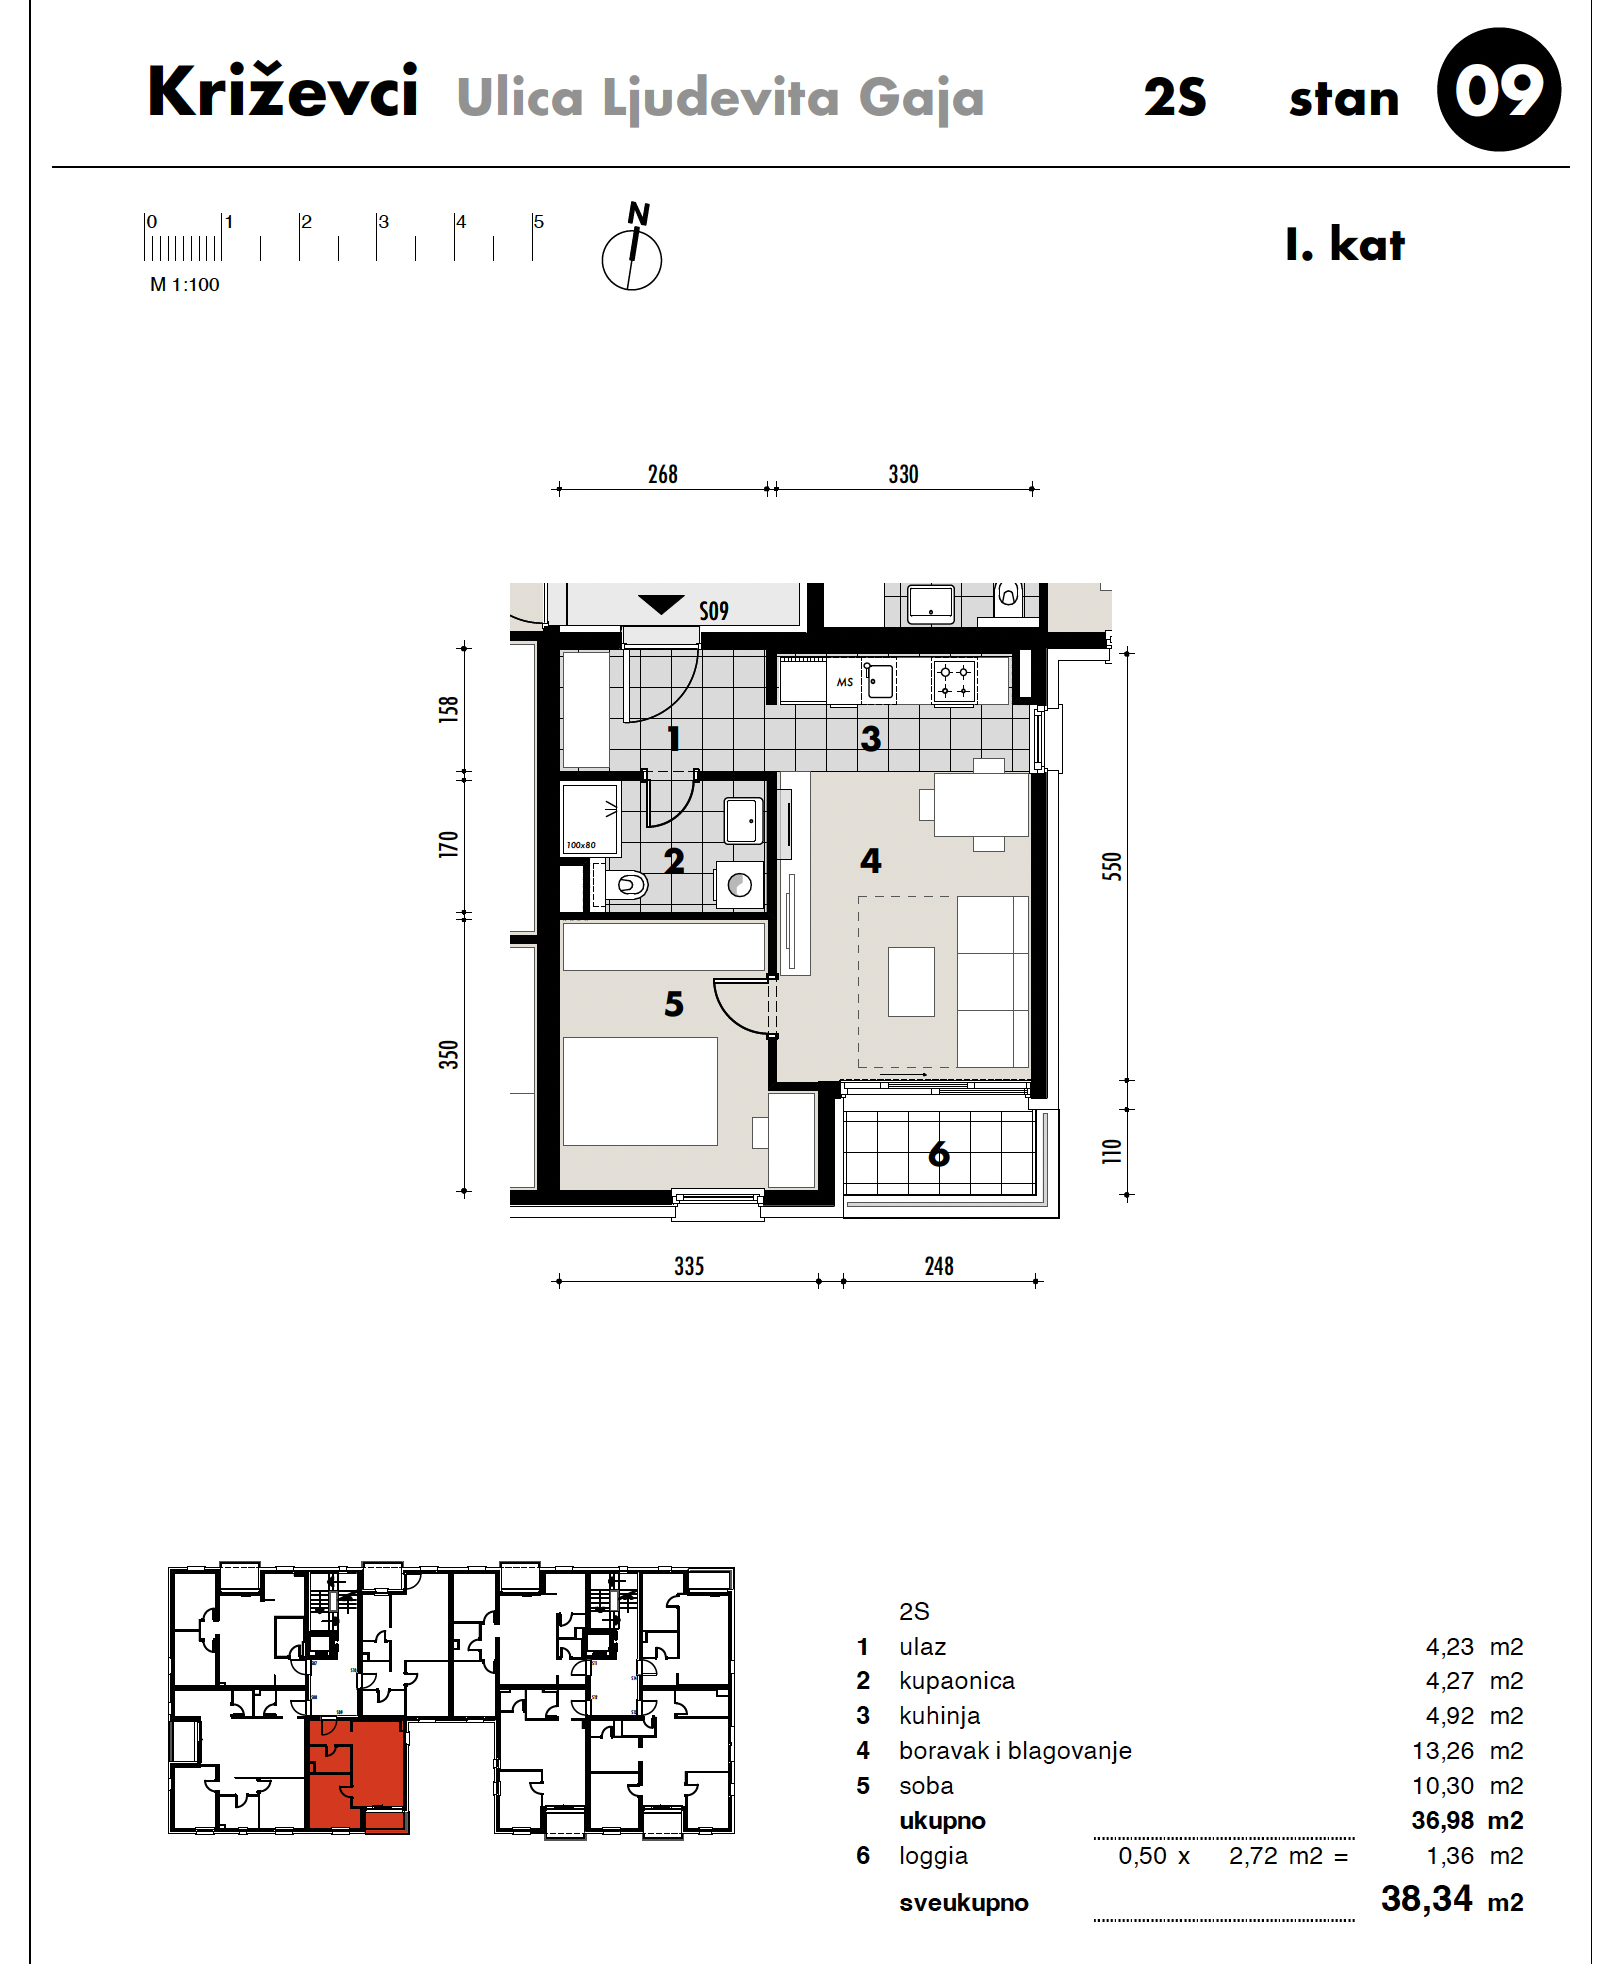 Križevci Ulica Ljudevita Gaja 2S stan 09
0 1 2 3 4 5
M 1:100
N
I. kat
268 330
S09
MS
158
1 3
170
100x80
2 4
550
5
350
6
110
335 248
2S
1 ulaz 4,23 m2
2 kupaonica 4,27 m2
3 kuhinja 4,92 m2
4 boravak i blagovanje 13,26 m2
5 soba 10,30 m2
ukupno 36,98 m2
6 loggia 0,50 x 2,72 m2 = 1,36 m2
sveukupno 38,34 m2